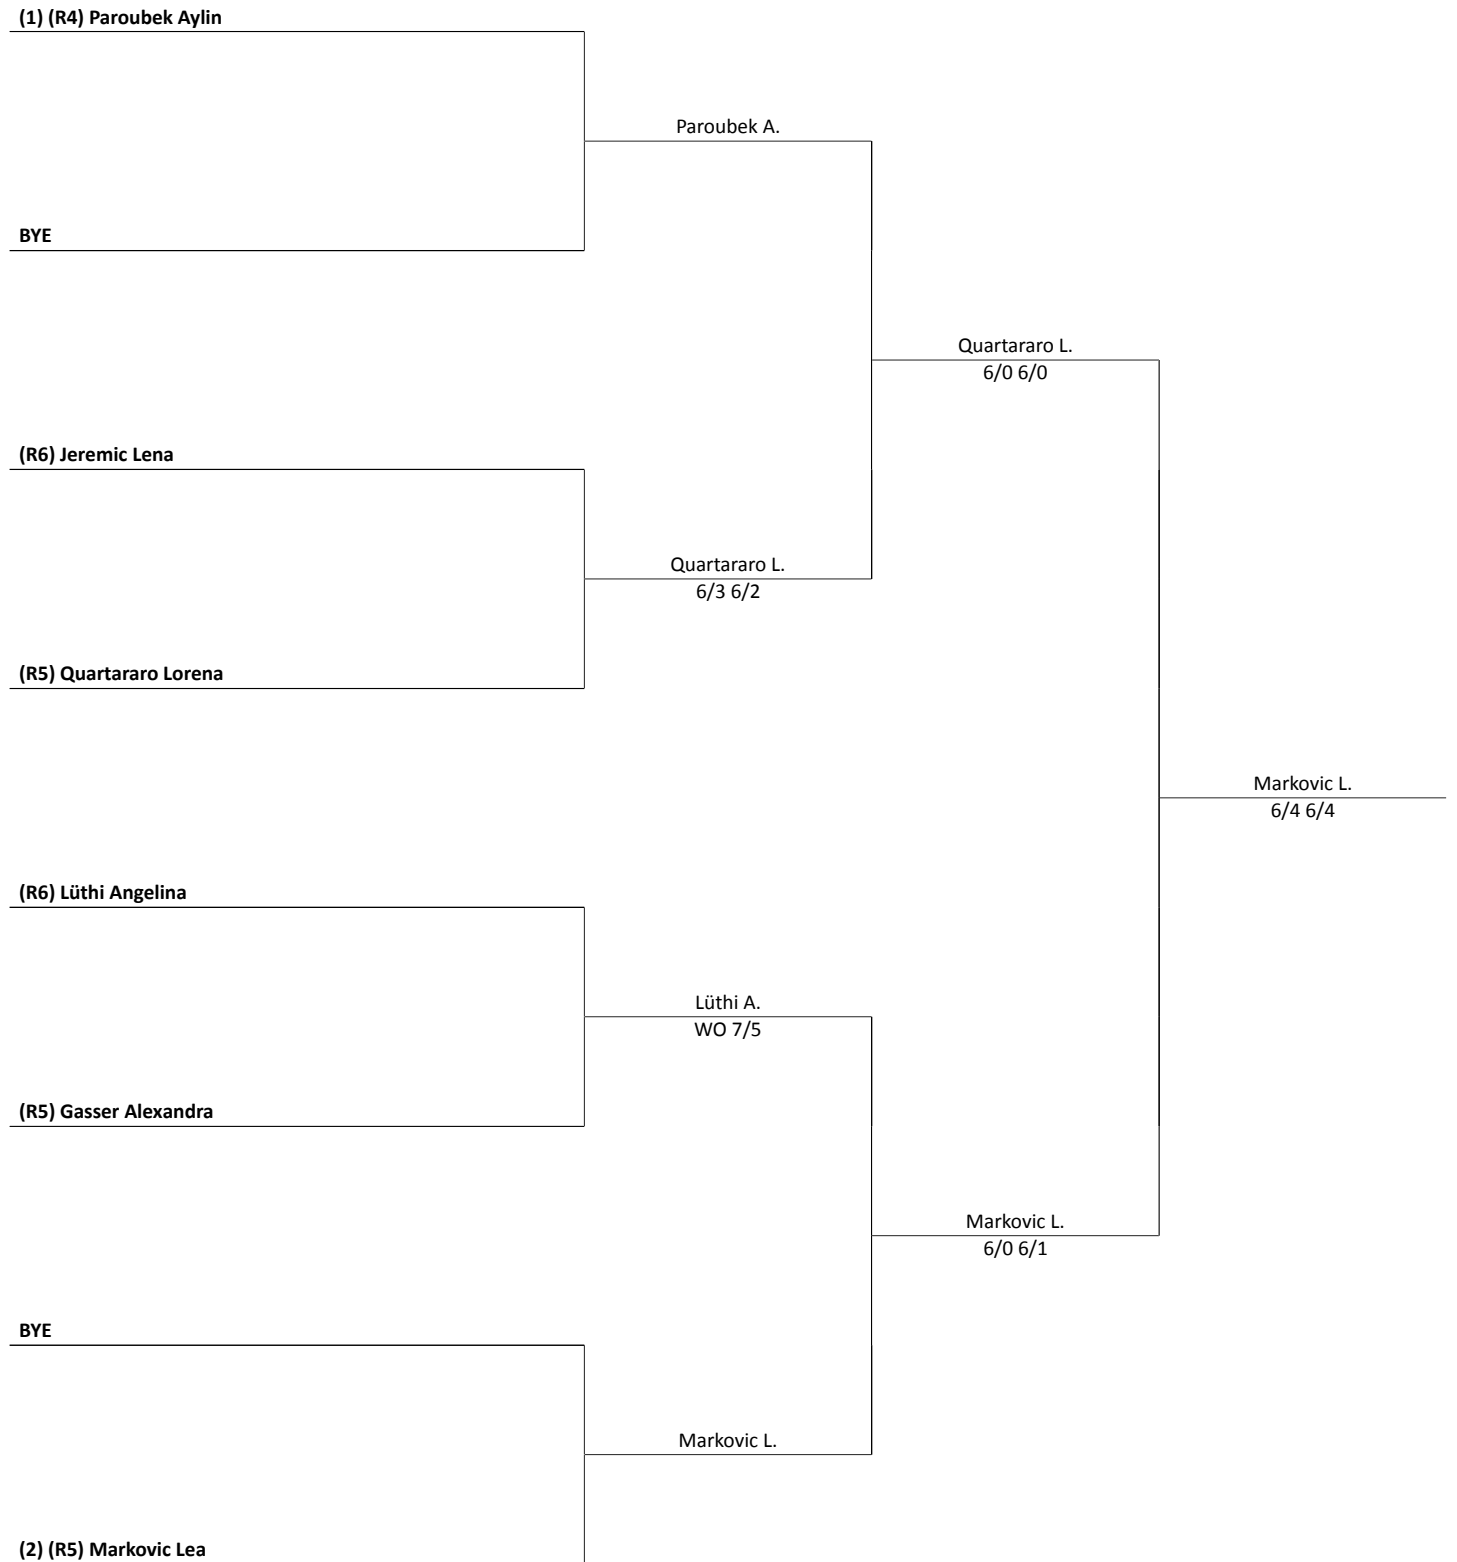 (1) (R4) Paroubek Aylin
Paroubek A.
BYE
Quartararo L.
6/0 6/0
(R6) Jeremic Lena
Quartararo L.
6/3 6/2
(R5) Quartararo Lorena
Markovic L.
6/4 6/4
(R6) Lüthi Angelina
Lüthi A.
WO 7/5
(R5) Gasser Alexandra
Markovic L.
6/0 6/1
BYE
Markovic L.
(2) (R5) Markovic Lea